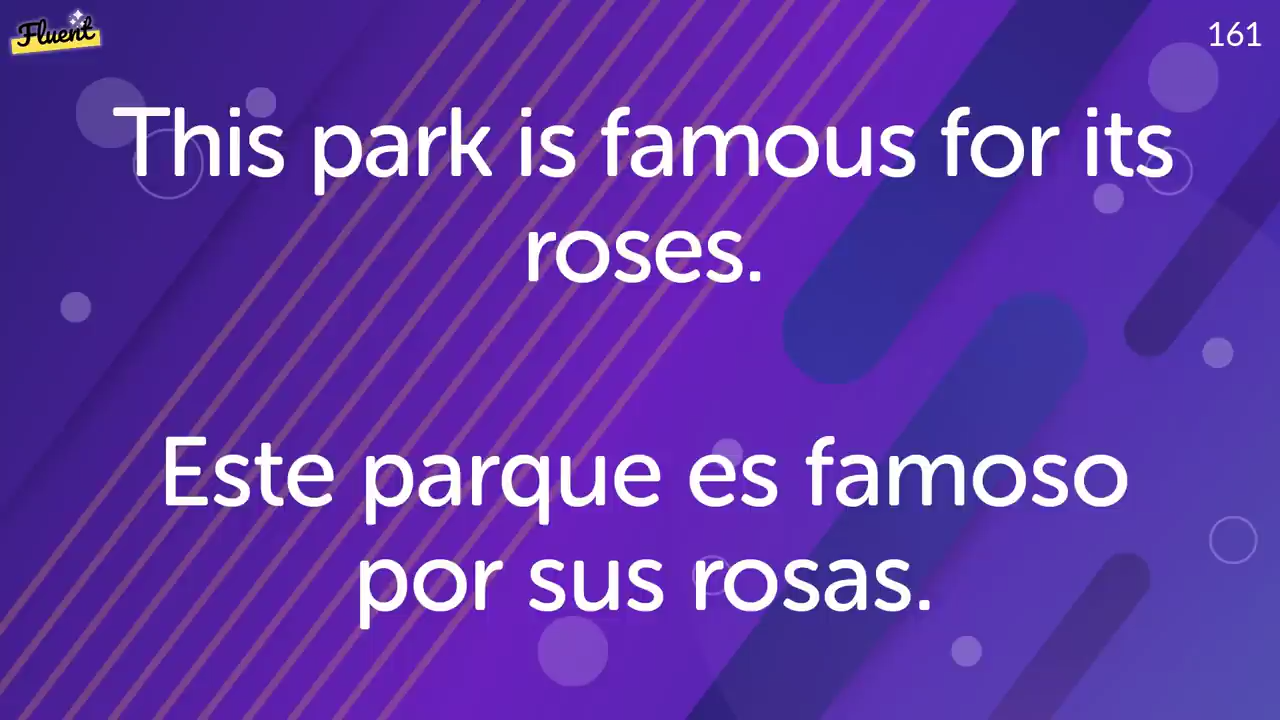 Fluent
161
This park is famous for its
roses.
Este parque es famoso
por sus rosas.